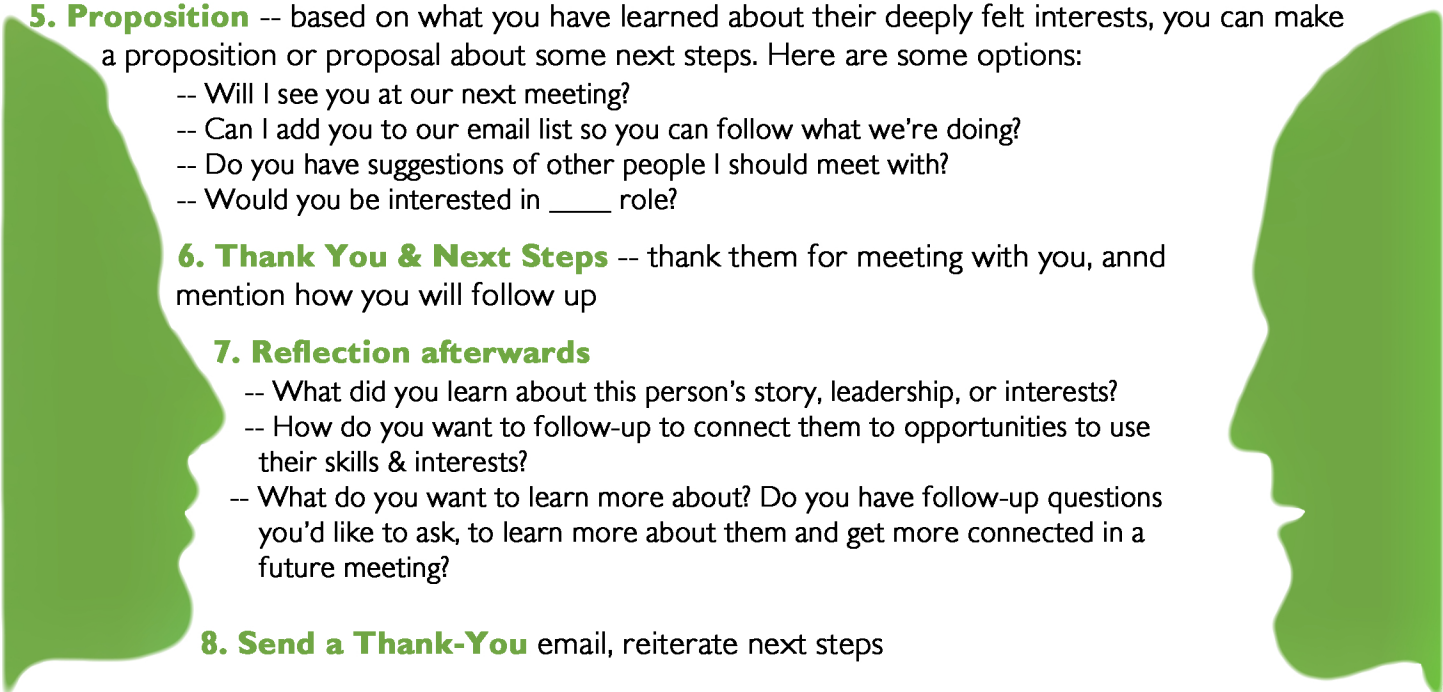 5. Proposition -- based on what you have learned about their deeply felt interests, you can make
a proposition or proposal about some next steps. Here are some options:
-- Will I see you at our next meeting?
-- Can I add you to our email list so you can follow what we’re doing?
-- Do you have suggestions of other people I should meet with?
-- Would you be interested in ____ role?
6. Thank You & Next Steps -- thank them for meeting with you, annd
mention how you will follow up
7. Reflection afterwards
-- What did you learn about this person’s story, leadership, or interests?
-- How do you want to follow-up to connect them to opportunities to use
their skills & interests?
-- What do you want to learn more about? Do you have follow-up questions
you’d like to ask, to learn more about them and get more connected in a
future meeting?
8. Send a Thank-You email, reiterate next steps